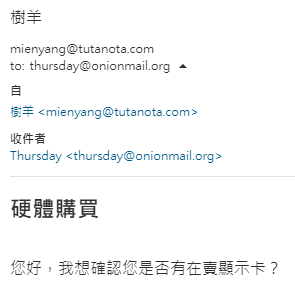 樹羊
mienyang@tutanota.com
to: thursday@onionmail.org
自
樹羊 <mienyang@tutanota.com>
收件者
Thursday <thursday@onionmail.org>
硬體購買
您好，我想確認您是否有在賣顯示卡？